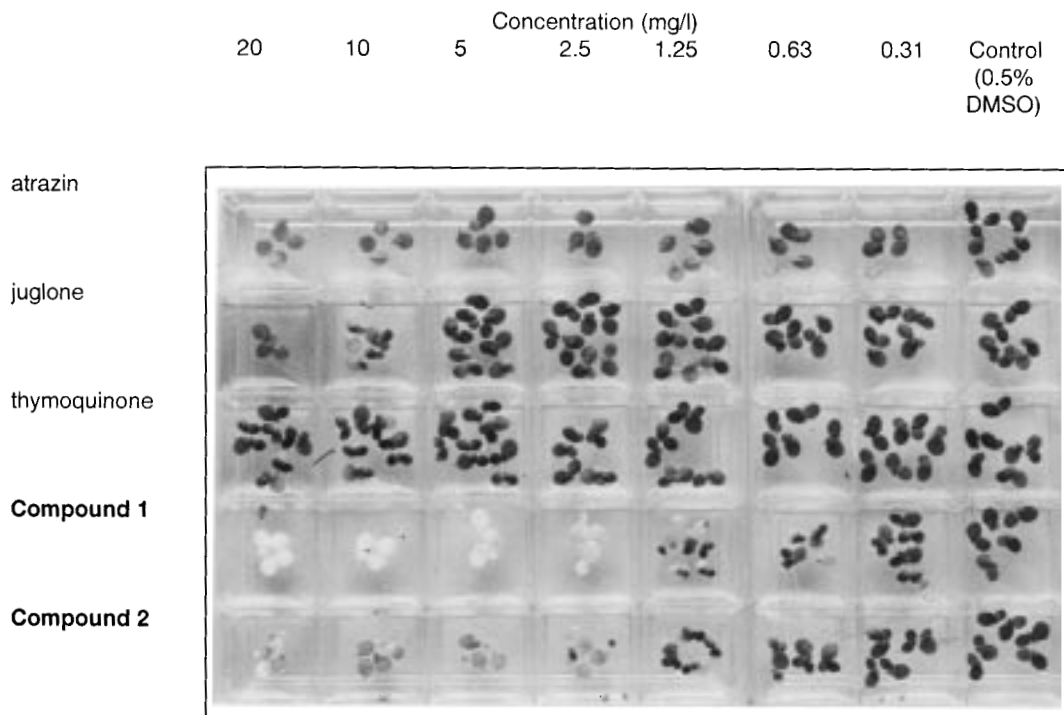 Concentration (mg/l)
20 10 5 2.5 1.25 0.63 0.31 Control
(0.5%
DMSO)
atrazin
juglone
thymoquinone
Compound 1
Compound 2